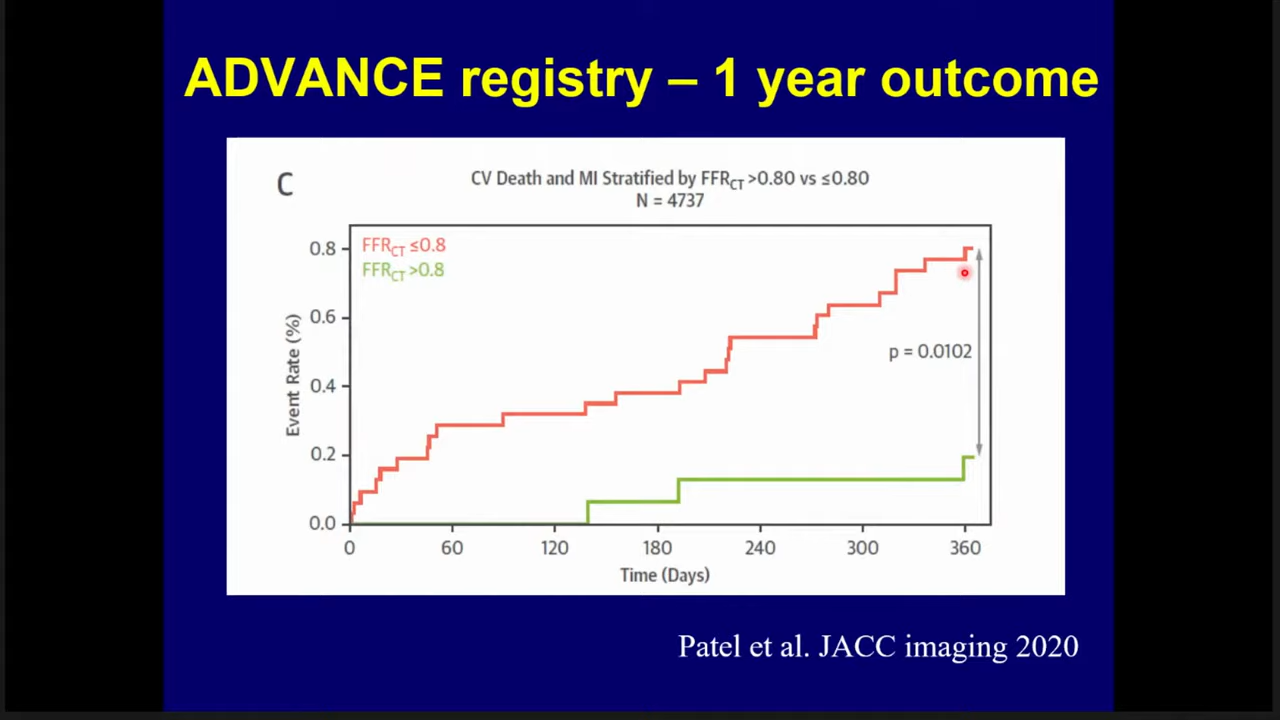 ADVANCE registry – 1 year outcome
C
CV Death and MI Stratified by FFRCT >0.80 vs ≤0.80
N = 4737
FFRCT ≤0.8
FFRCT >0.8
Event Rate (%)
0.8
0.6
0.4
0.2
0.0
p = 0.0102
0 60 120 180 240 300 360
Time (Days)
Patel et al. JACC imaging 2020